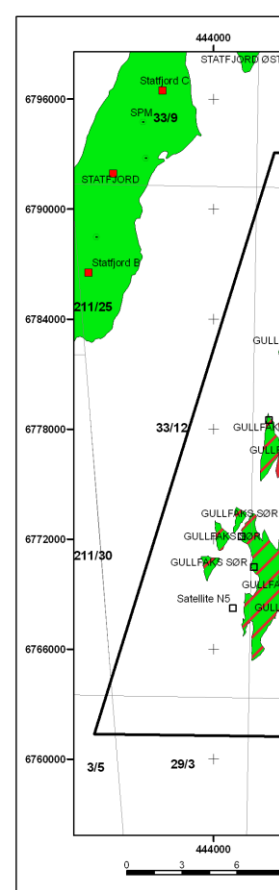 444000
STATFJORD ØST
Statfjord C
6796000
SPM
33/9
STATFJORD
6790000
Statfjord B
211/25
6784000
GULLF
33/12
6778000
GULLFAK
GULLF
GULLFAKS SØR
6772000
211/30
GULLFAKS SØR
GULLFAKS SØR
GULLFA
Satellite N5
GULL
6766000
6760000
3/5
29/3
444000
0 3 6